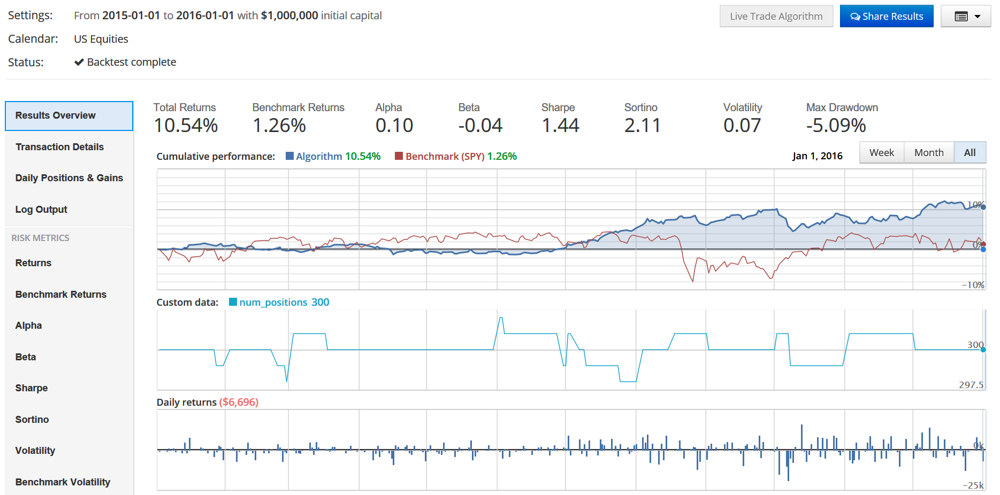 Settings: From 2015-01-01 to 2016-01-01 with $1,000,000 initial capital
Live Trade Algorithm
Share Results
Calendar: US Equities
Status: Backtest complete
Results Overview
Transaction Details
Daily Positions & Gains
Log Output
RISK METRICS
Returns
Benchmark Returns
Alpha
Beta
Sharpe
Sortino
Volatility
Benchmark Volatility
Total Returns Benchmark Returns Alpha Beta Sharpe Sortino Volatility Max Drawdown
10.54% 1.26% 0.10 -0.04 1.44 2.11 0.07 -5.09%
Cumulative performance: Algorithm 10.54% Benchmark (SPY) 1.26% Jan 1, 2016 Week Month All
10%
0%
−10%
Custom data: num_positions 300
300
297.5
Daily returns ($6,696)
0k
−25k